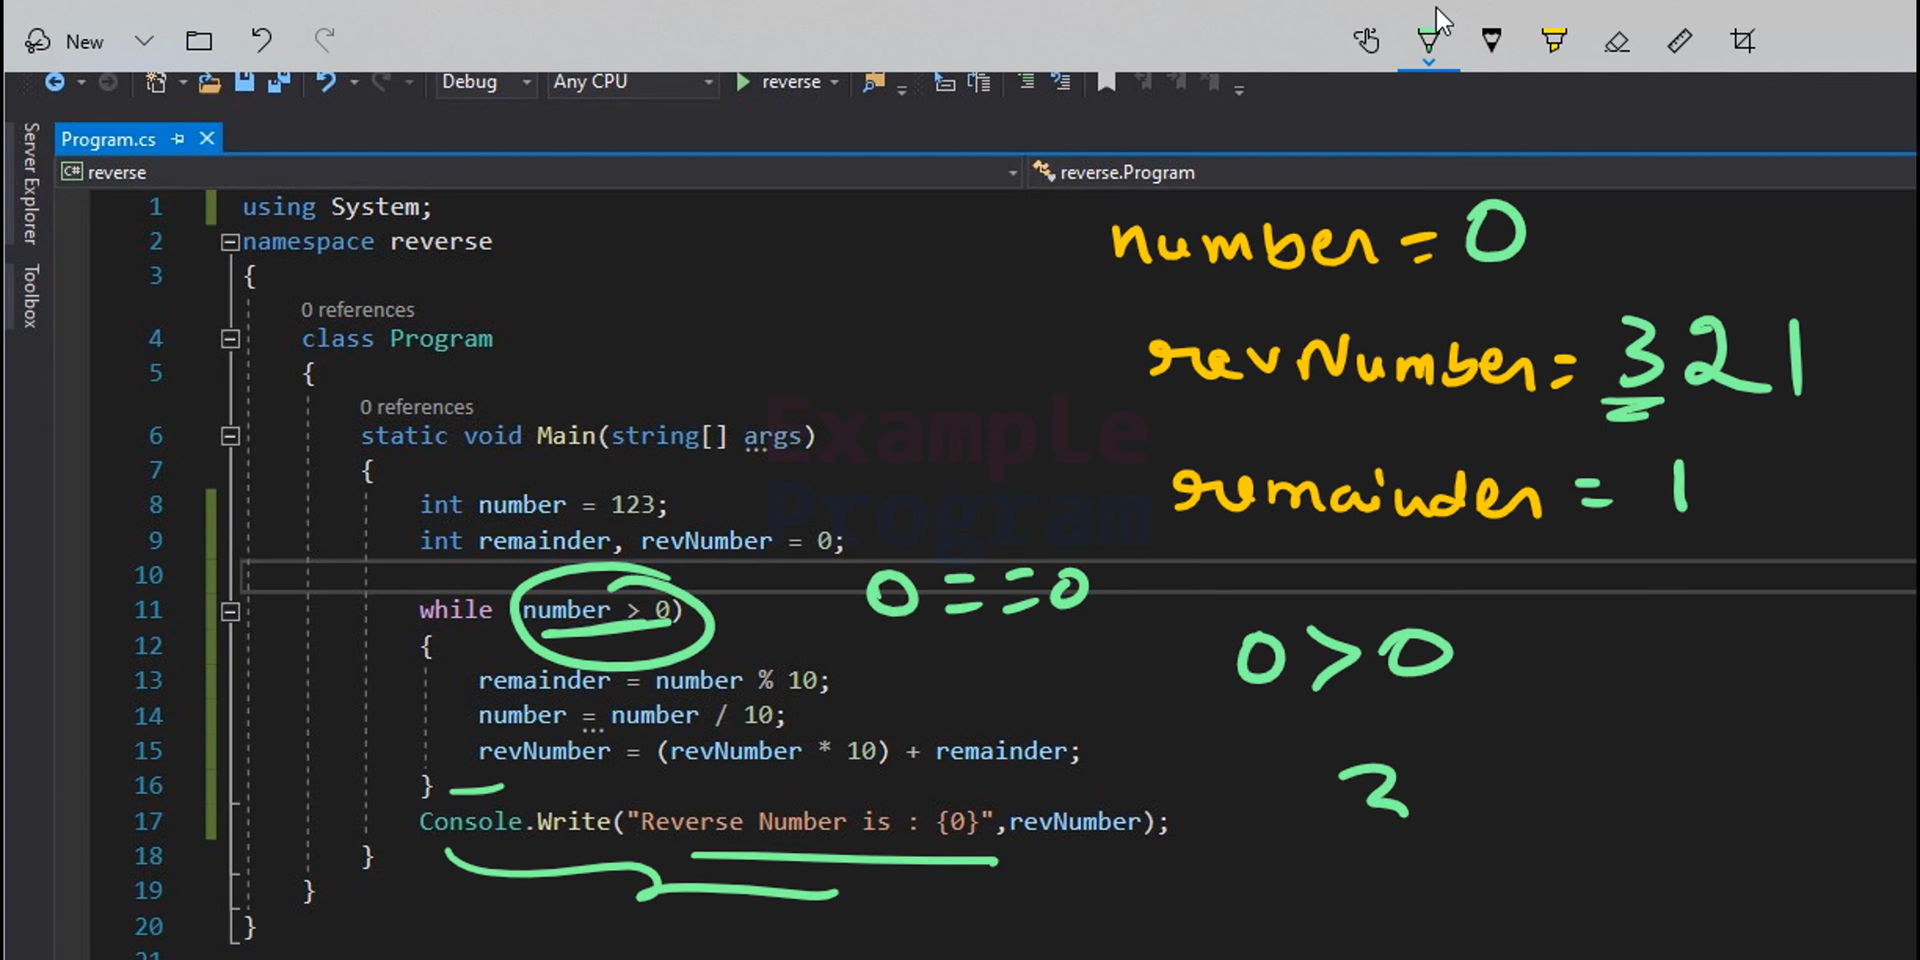 New
Debug Any CPU reverse
Server Explorer
Toolbox
Program.cs
C# reverse reverse.Program
1 using System;
2 namespace reverse
3 {
0 references
4 class Program
5 {
0 references
6 static void Main(string[] args)
7 {
8 int number = 123;
9 int remainder, revNumber = 0;
10
11 while (number > 0)
12 {
13 remainder = number % 10;
14 number = number / 10;
15 revNumber = (revNumber * 10) + remainder;
16 }
17 Console.Write("Reverse Number is : {0}",revNumber);
18 }
19 }
20 }
21
Example
Program
number = 0
revNumber = 321
remainder = 1
0 == 0
0 > 0